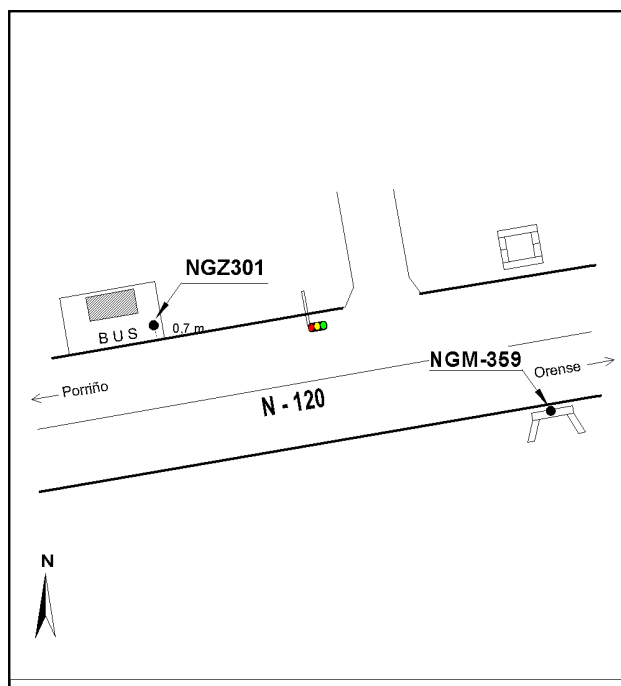 NGZ301
BUS
0,7 m
NGM-359
Porriño
Orense
N - 120
N